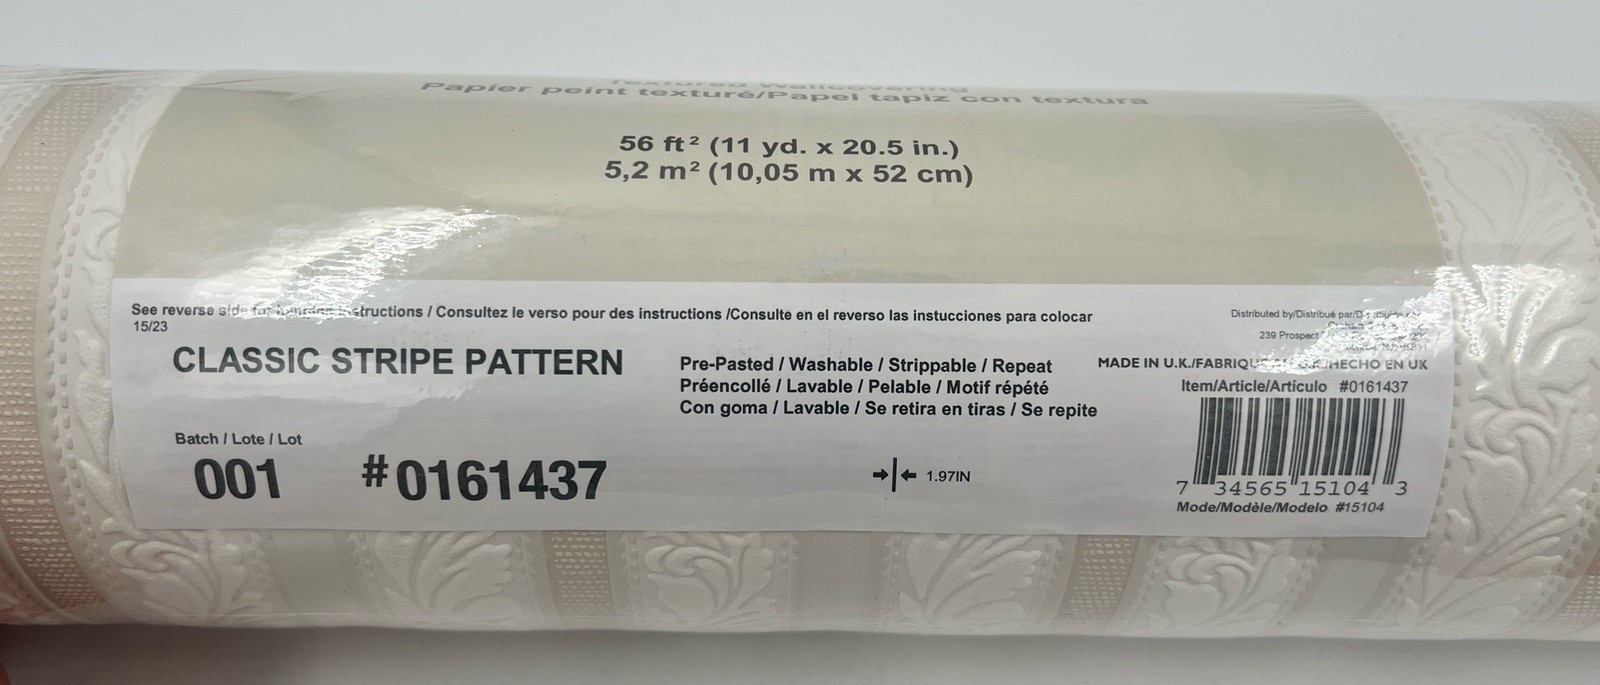 Textured Wallcovering
Papier peint texturé/Papel tapiz con textura
56 ft² (11 yd. x 20.5 in.)
5,2 m² (10,05 m x 52 cm)
See reverse side for hanging instructions / Consultez le verso pour des instructions /Consulte en el reverso las instucciones para colocar
15/23
CLASSIC STRIPE PATTERN
Batch / Lote / Lot
001 #0161437
Pre-Pasted / Washable / Strippable / Repeat
Préencollé / Lavable / Pelable / Motif répété
Con goma / Lavable / Se retira en tiras / Se repite
1.97IN
Distributed by/Distribué par/
239 Prospect
MADE IN U.K./HECHO EN UK
Item/Article/Artículo #0161437
7 34565 15104 3
Mode/Modèle/Modelo #15104